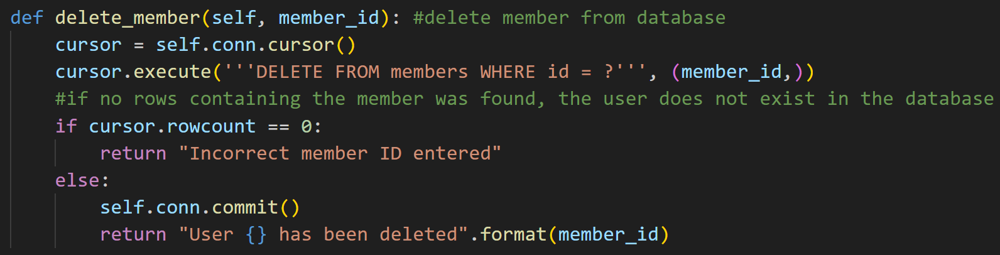 def delete_member(self, member_id): #delete member from database
    cursor = self.conn.cursor()
    cursor.execute('''DELETE FROM members WHERE id = ?''', (member_id,))
    #if no rows containing the member was found, the user does not exist in the database
    if cursor.rowcount == 0:
        return "Incorrect member ID entered"
    else:
        self.conn.commit()
        return "User {} has been deleted".format(member_id)